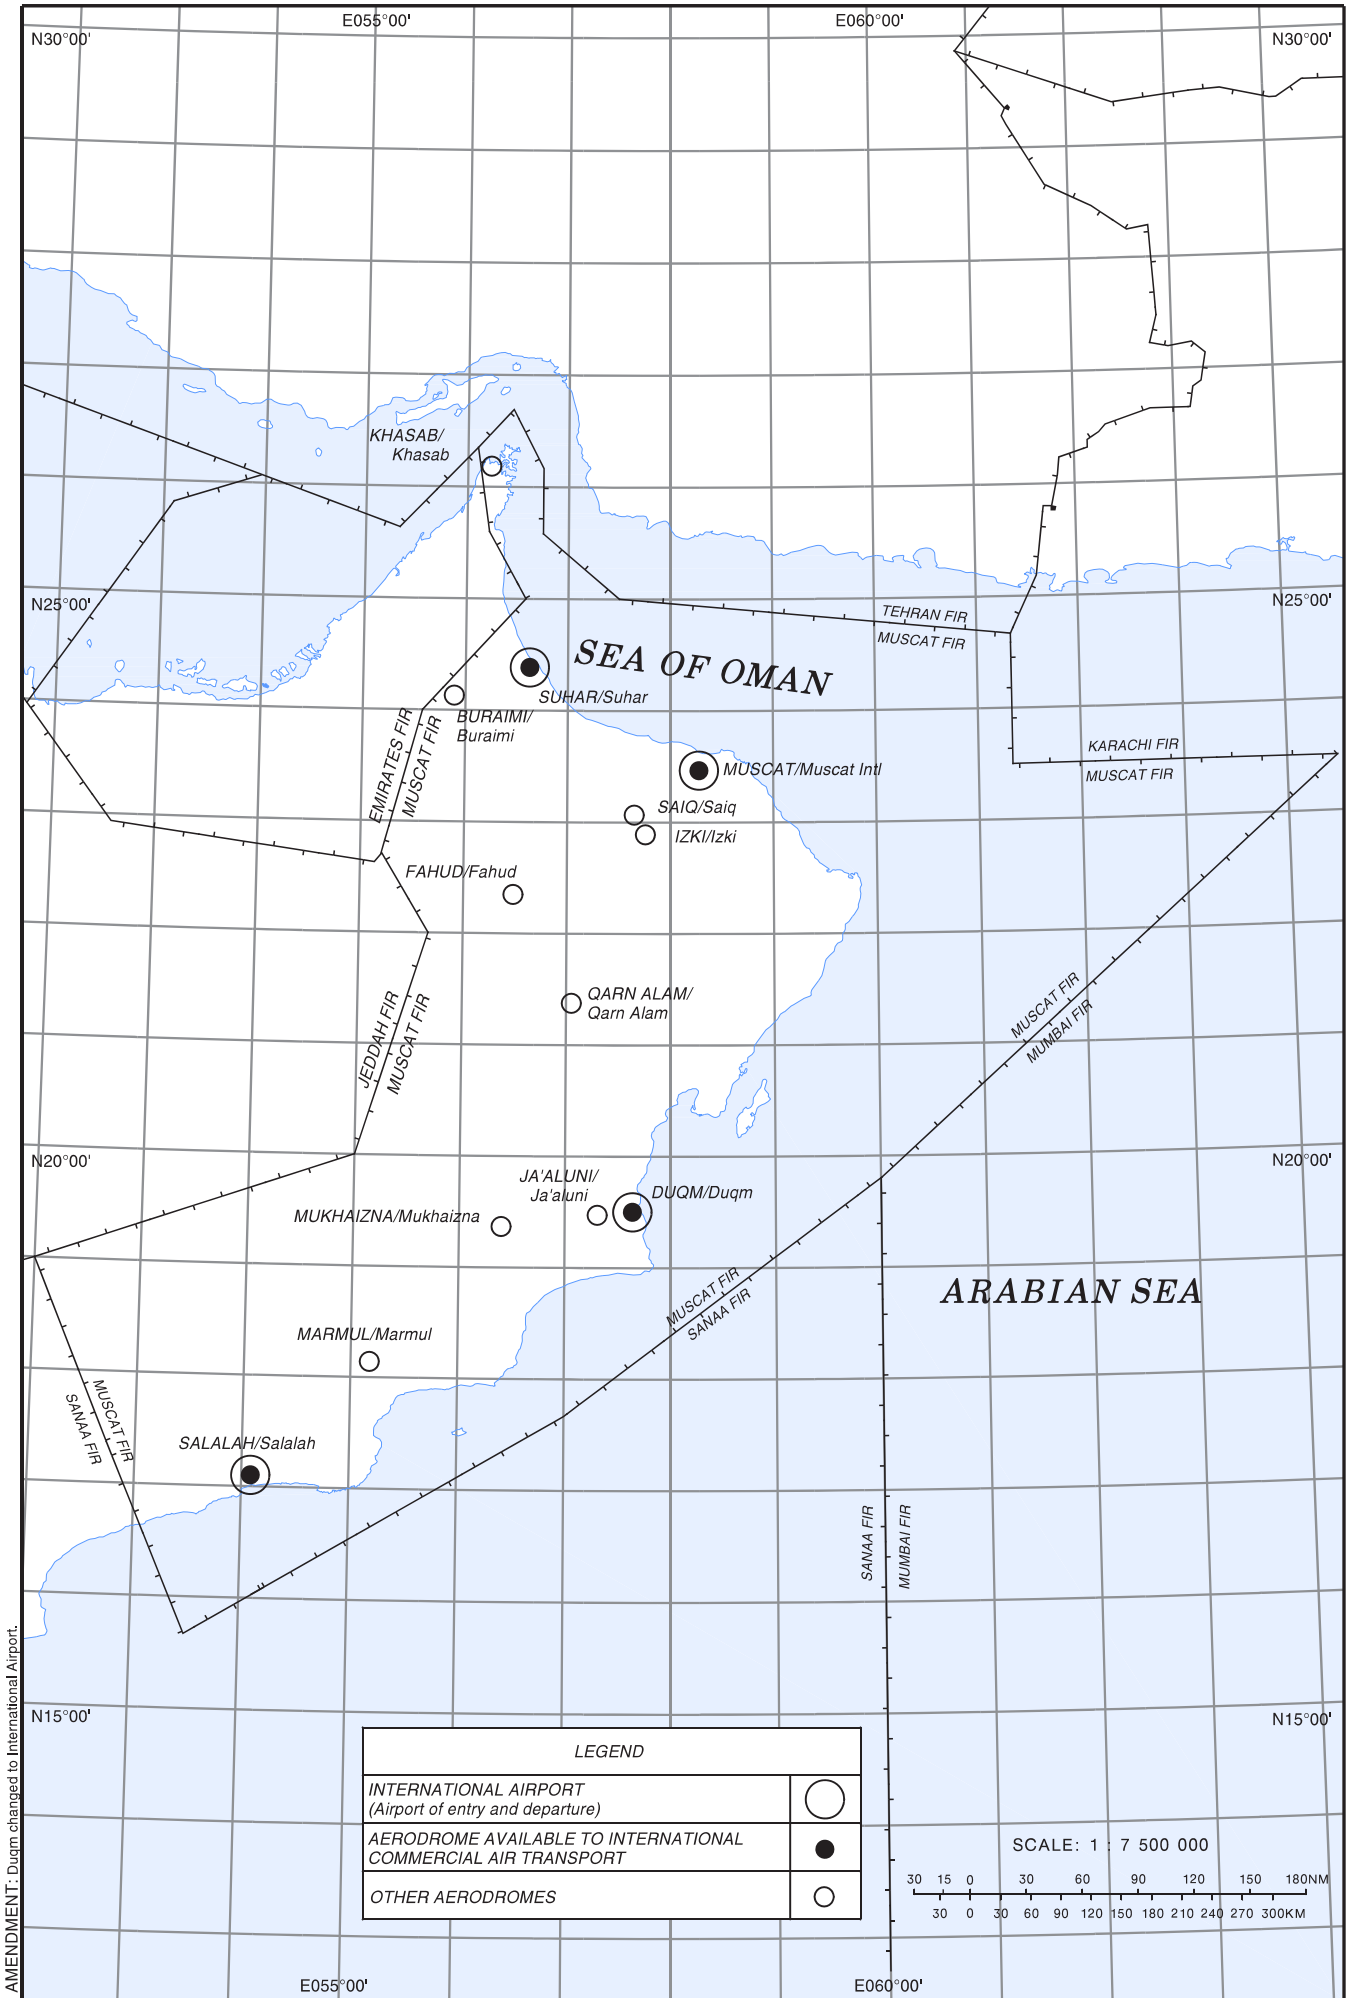 E055°00'
E060°00'
N30°00'
N30°00'
KHASAB/
Khasab
N25°00'
N25°00'
TEHRAN FIR
MUSCAT FIR
SEA OF OMAN
SUHAR/Suhar
BURAIMI/
Buraimi
EMIRATES FIR
MUSCAT FIR
KARACHI FIR
MUSCAT FIR
MUSCAT/Muscat Intl
SAIQ/Saiq
IZKI/Izki
FAHUD/Fahud
QARN ALAM/
Qarn Alam
MUSCAT FIR
MUMBAI FIR
JEDDAH FIR
MUSCAT FIR
N20°00'
N20°00'
JA'ALUNI/
Ja'aluni
DUQM/Duqm
MUKHAIZNA/Mukhaizna
MUSCAT FIR
SANAA FIR
ARABIAN SEA
MARMUL/Marmul
MUSCAT FIR
SANAA FIR
SALALAH/Salalah
SANAA FIR
MUMBAI FIR
N15°00'
N15°00'
LEGEND
INTERNATIONAL AIRPORT
(Airport of entry and departure)
AERODROME AVAILABLE TO INTERNATIONAL
COMMERCIAL AIR TRANSPORT
OTHER AERODROMES
SCALE: 1 : 7 500 000
30 15 0 30 60 90 120 150 180NM
30 0 30 60 90 120 150 180 210 240 270 300KM
E055°00'
E060°00'
AMENDMENT: Duqm changed to International Airport.